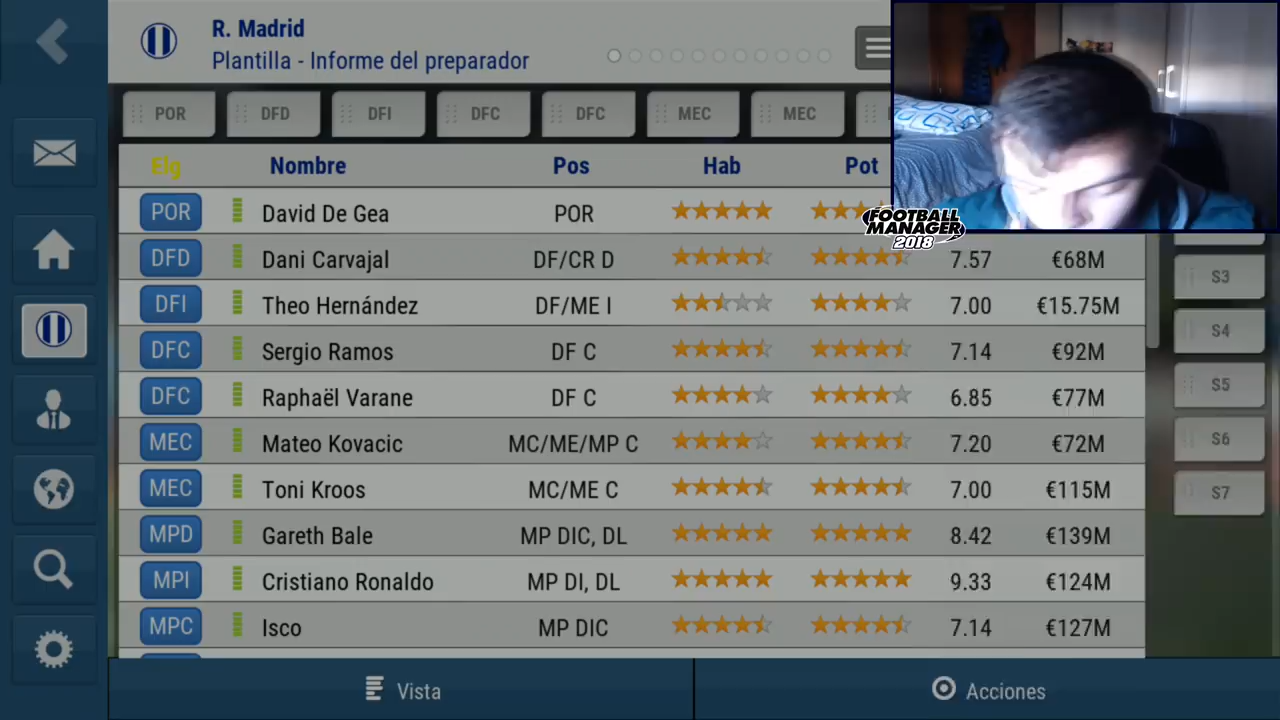 R. Madrid
Plantilla - Informe del preparador
POR DFD DFI DFC DFC MEC MEC
Elg Nombre Pos Hab Pot
POR David De Gea POR
FOOTBALL MANAGER 2018
DFD Dani Carvajal DF/CR D 7.57 €68M
S3
DFI Theo Hernández DF/ME I 7.00 €15.75M
S4
DFC Sergio Ramos DF C 7.14 €92M
S5
DFC Raphaël Varane DF C 6.85 €77M
S6
MEC Mateo Kovacic MC/ME/MP C 7.20 €72M
MEC Toni Kroos MC/ME C 7.00 €115M
S7
MPD Gareth Bale MP DIC, DL 8.42 €139M
MPI Cristiano Ronaldo MP DI, DL 9.33 €124M
MPC Isco MP DIC 7.14 €127M
Vista Acciones